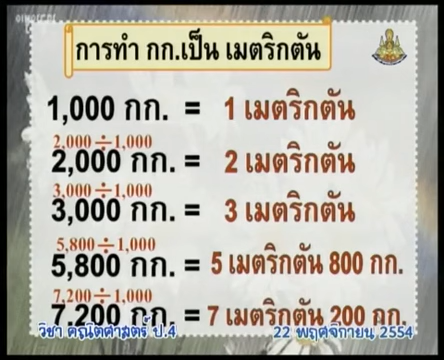 การทำ กก.เป็น เมตริกตัน
1,000 กก. = 1 เมตริกตัน
2,000 ÷ 1,000
2,000 กก. = 2 เมตริกตัน
3,000 ÷ 1,000
3,000 กก. = 3 เมตริกตัน
5,800 ÷ 1,000
5,800 กก. = 5 เมตริกตัน 800 กก.
7,200 ÷ 1,000
7,200 กก. = 7 เมตริกตัน 200 กก.
วิชา คณิตศาสตร์ ป.4 22 พฤศจิกายน 2554